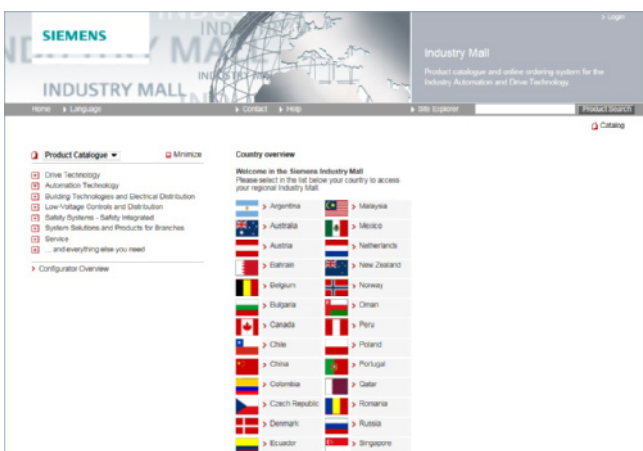 SIEMENS
INDUSTRY MALL
> Login
Industry Mall
Product catalogue and online ordering system for the
Industry Automation and Drive Technology.
Home > Language > Contact > Help > Site Explorer Product Search
Catalog
Product Catalogue Minimize
Drive Technology
Automation Technology
Building Technologies and Electrical Distribution
Low-Voltage Controls and Distribution
Safety Systems - Safety Integrated
System Solutions and Products for Branches
Service
... and everything else you need
> Configurator Overview
Country overview
Welcome in the Siemens Industry Mall
Please select in the list below your country to access
your regional Industry Mall.
> Argentina > Malaysia
> Australia > Mexico
> Austria > Netherlands
> Bahrain > New Zealand
> Belgium > Norway
> Bulgaria > Oman
> Canada > Peru
> Chile > Poland
> China > Portugal
> Colombia > Qatar
> Czech Republic > Romania
> Denmark > Russia
> Ecuador > Singapore